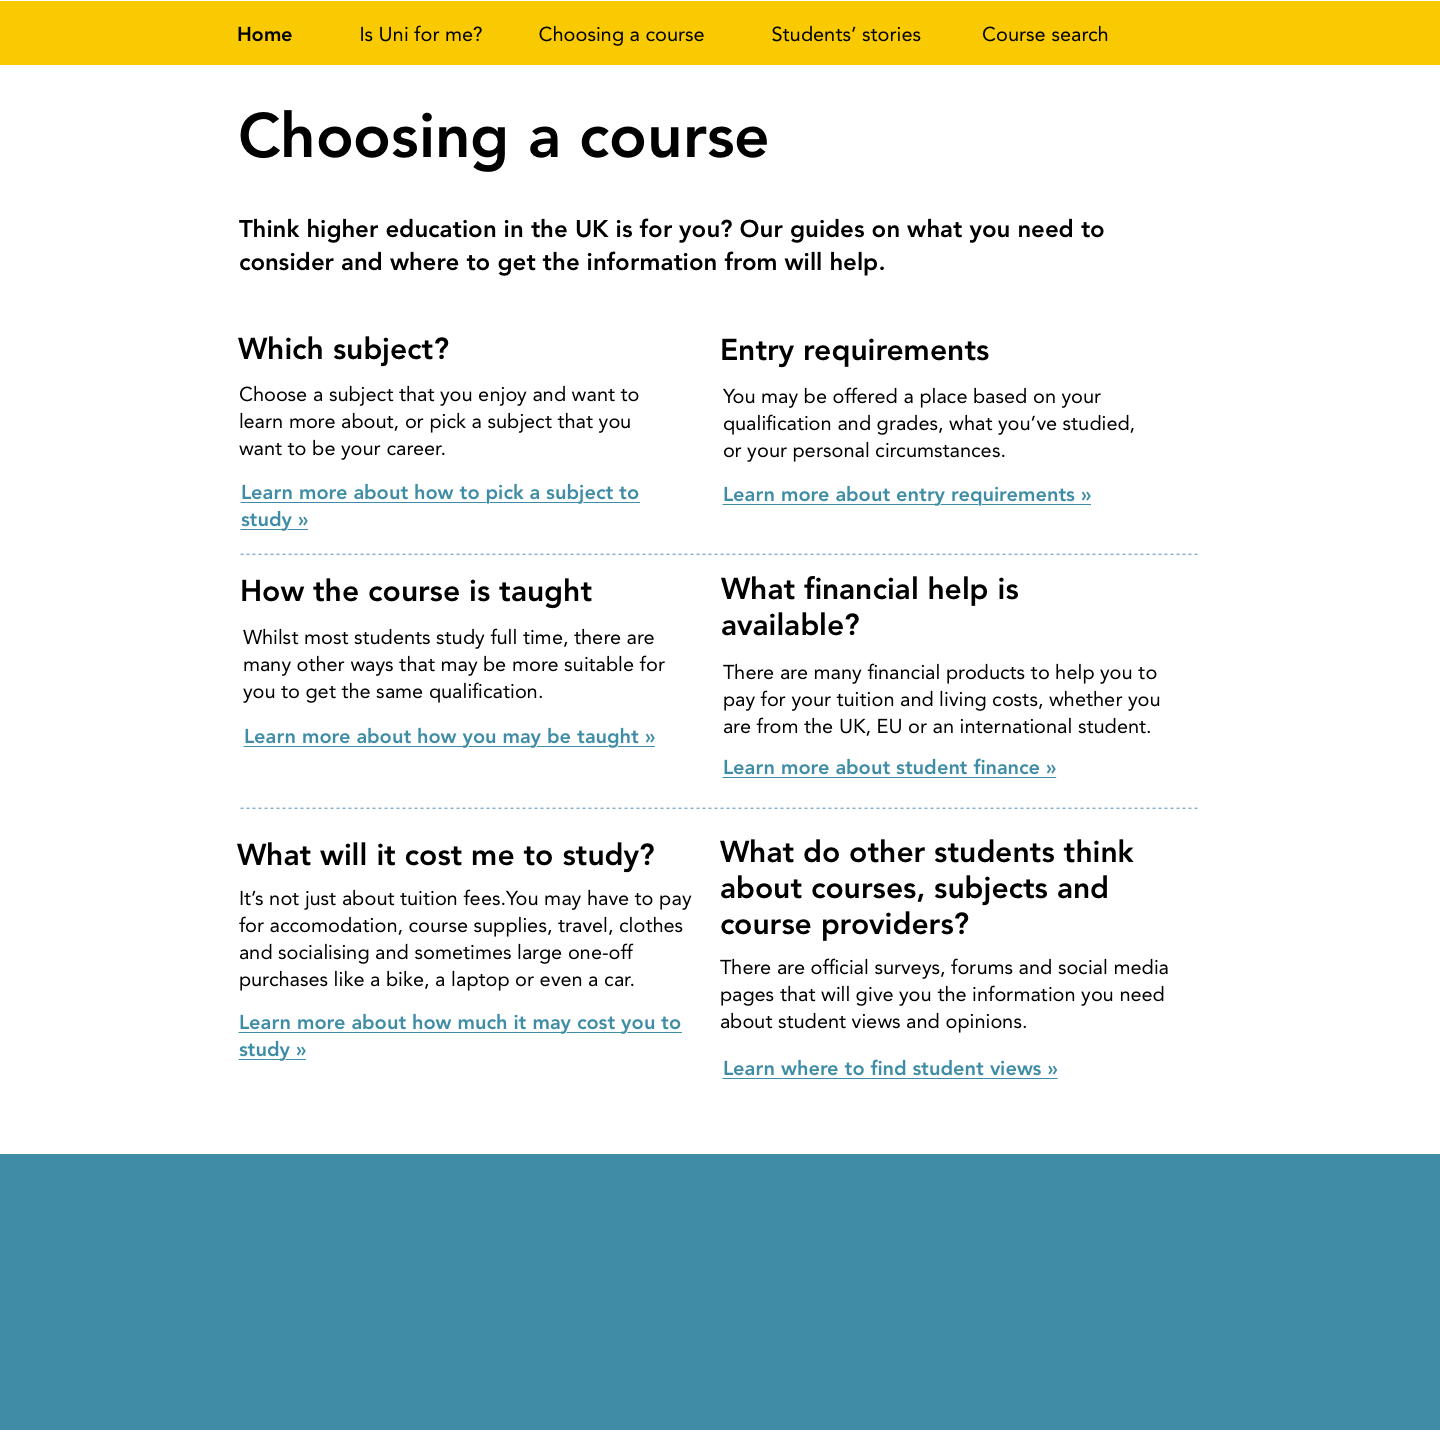 Home Is Uni for me? Choosing a course Students’ stories Course search
Choosing a course
Think higher education in the UK is for you? Our guides on what you need to
consider and where to get the information from will help.
Which subject?
Choose a subject that you enjoy and want to
learn more about, or pick a subject that you
want to be your career.
Learn more about how to pick a subject to
study »
Entry requirements
You may be offered a place based on your
qualification and grades, what you’ve studied,
or your personal circumstances.
Learn more about entry requirements »
How the course is taught
Whilst most students study full time, there are
many other ways that may be more suitable for
you to get the same qualification.
Learn more about how you may be taught »
What financial help is
available?
There are many financial products to help you to
pay for your tuition and living costs, whether you
are from the UK, EU or an international student.
Learn more about student finance »
What will it cost me to study?
It’s not just about tuition fees.You may have to pay
for accomodation, course supplies, travel, clothes
and socialising and sometimes large one-off
purchases like a bike, a laptop or even a car.
Learn more about how much it may cost you to
study »
What do other students think
about courses, subjects and
course providers?
There are official surveys, forums and social media
pages that will give you the information you need
about student views and opinions.
Learn where to find student views »